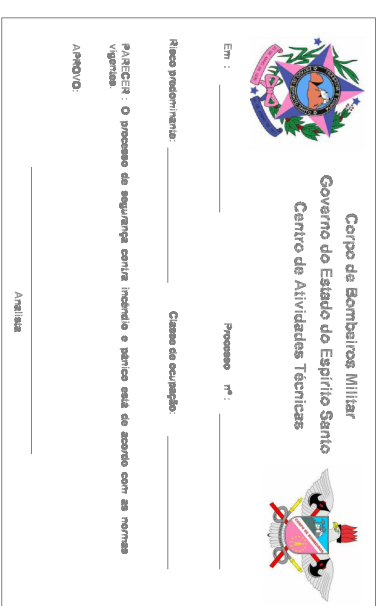 Corpo de Bombeiros Militar
Governo do Estado do Espírito Santo
Centro de Atividades Técnicas
Em : Processo nº :
Risco predominante: Classe de ocupação:
PARECER : O processo de segurança contra incêndio e pânico está de acordo com as normas
vigentes.
APROVO:
Analista